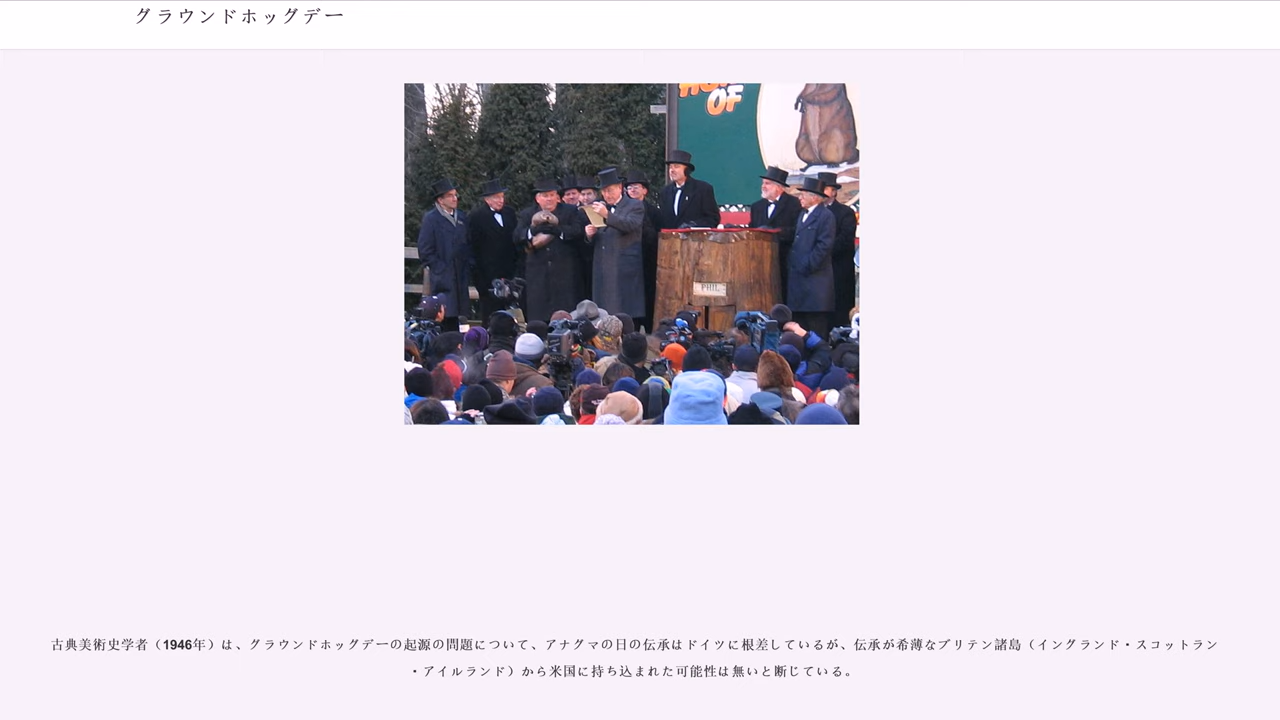 グラウンドホッグデー
OF
PHIL
古典美術史学者（1946年）は、グラウンドホッグデーの起源の問題について、アナグマの日の伝承はドイツに根差しているが、伝承が希薄なブリテン諸島（イングランド・スコットラン
・アイルランド）から米国に持ち込まれた可能性は無いと断じている。